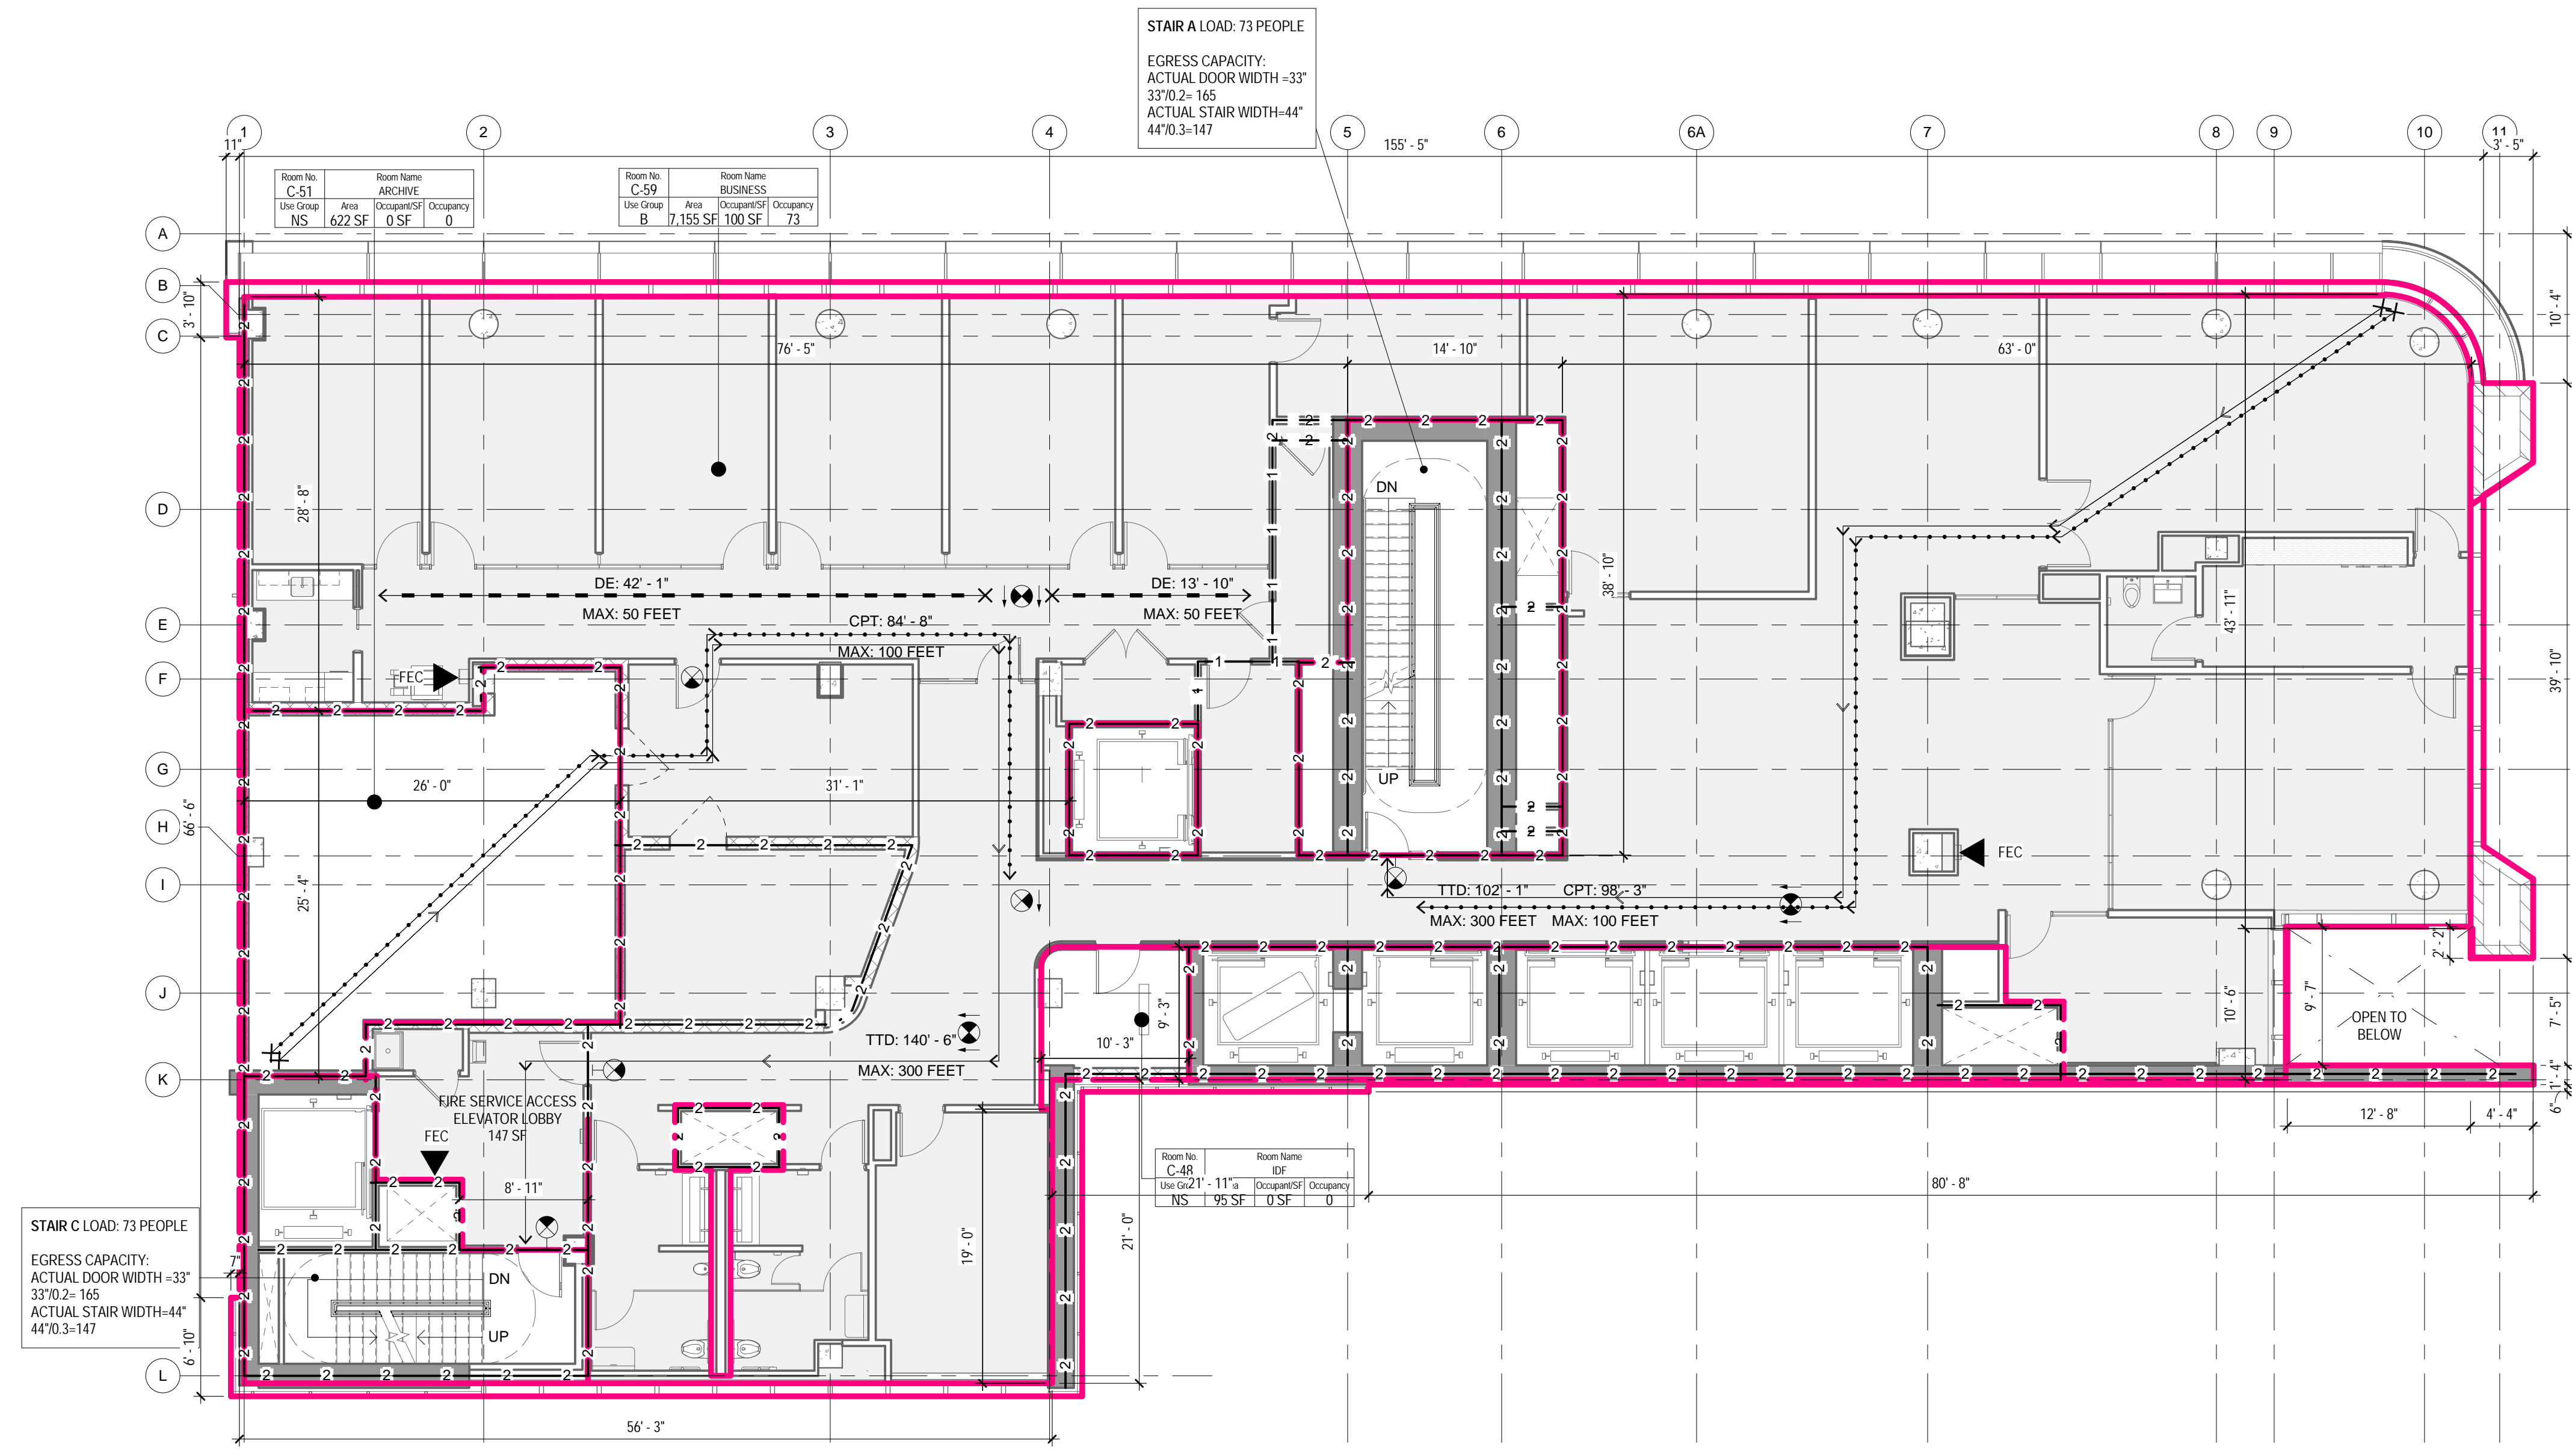 STAIR A LOAD: 73 PEOPLE
EGRESS CAPACITY:
ACTUAL DOOR WIDTH =33"
33"/0.2= 165
ACTUAL STAIR WIDTH=44"
44"/0.3=147
1 2 3 4 5 6 6A 7 8 9 10 11
11" 155' - 5" 3' - 5"
Room No. Room Name
C-51 ARCHIVE
Use Group Area Occupant/SF Occupancy
NS 622 SF 0 SF 0
Room No. Room Name
C-59 BUSINESS
Use Group Area Occupant/SF Occupancy
B 7,155 SF 100 SF 73
A
B
C
D
E
F
G
H
I
J
K
L
3' - 10"
10' - 4"
76' - 5" 14' - 10" 63' - 0"
28' - 8"
DN
38' - 10"
43' - 11"
39' - 10"
DE: 42' - 1"
MAX: 50 FEET
DE: 13' - 10"
MAX: 50 FEET
CPT: 84' - 8"
MAX: 100 FEET
FEC
UP
26' - 0" 31' - 1"
66' - 6"
25' - 4"
FEC
TTD: 102' - 1" CPT: 98' - 3"
MAX: 300 FEET MAX: 100 FEET
2' - 2"
9' - 7"
10' - 6"
7' - 5"
OPEN TO
BELOW
TTD: 140' - 6"
MAX: 300 FEET
10' - 3"
9' - 3"
1' - 4"
6"
12' - 8" 4' - 4"
FIRE SERVICE ACCESS
ELEVATOR LOBBY
147 SF
FEC
8' - 11"
Room No. Room Name
C-48 IDF
Use Gr 21' - 11" Occupant/SF Occupancy
NS 95 SF 0 SF 0
80' - 8"
19' - 0"
21' - 0"
STAIR C LOAD: 73 PEOPLE
EGRESS CAPACITY:
ACTUAL DOOR WIDTH =33"
33"/0.2= 165
ACTUAL STAIR WIDTH=44"
44"/0.3=147
7"
DN
UP
6' - 10"
56' - 3"